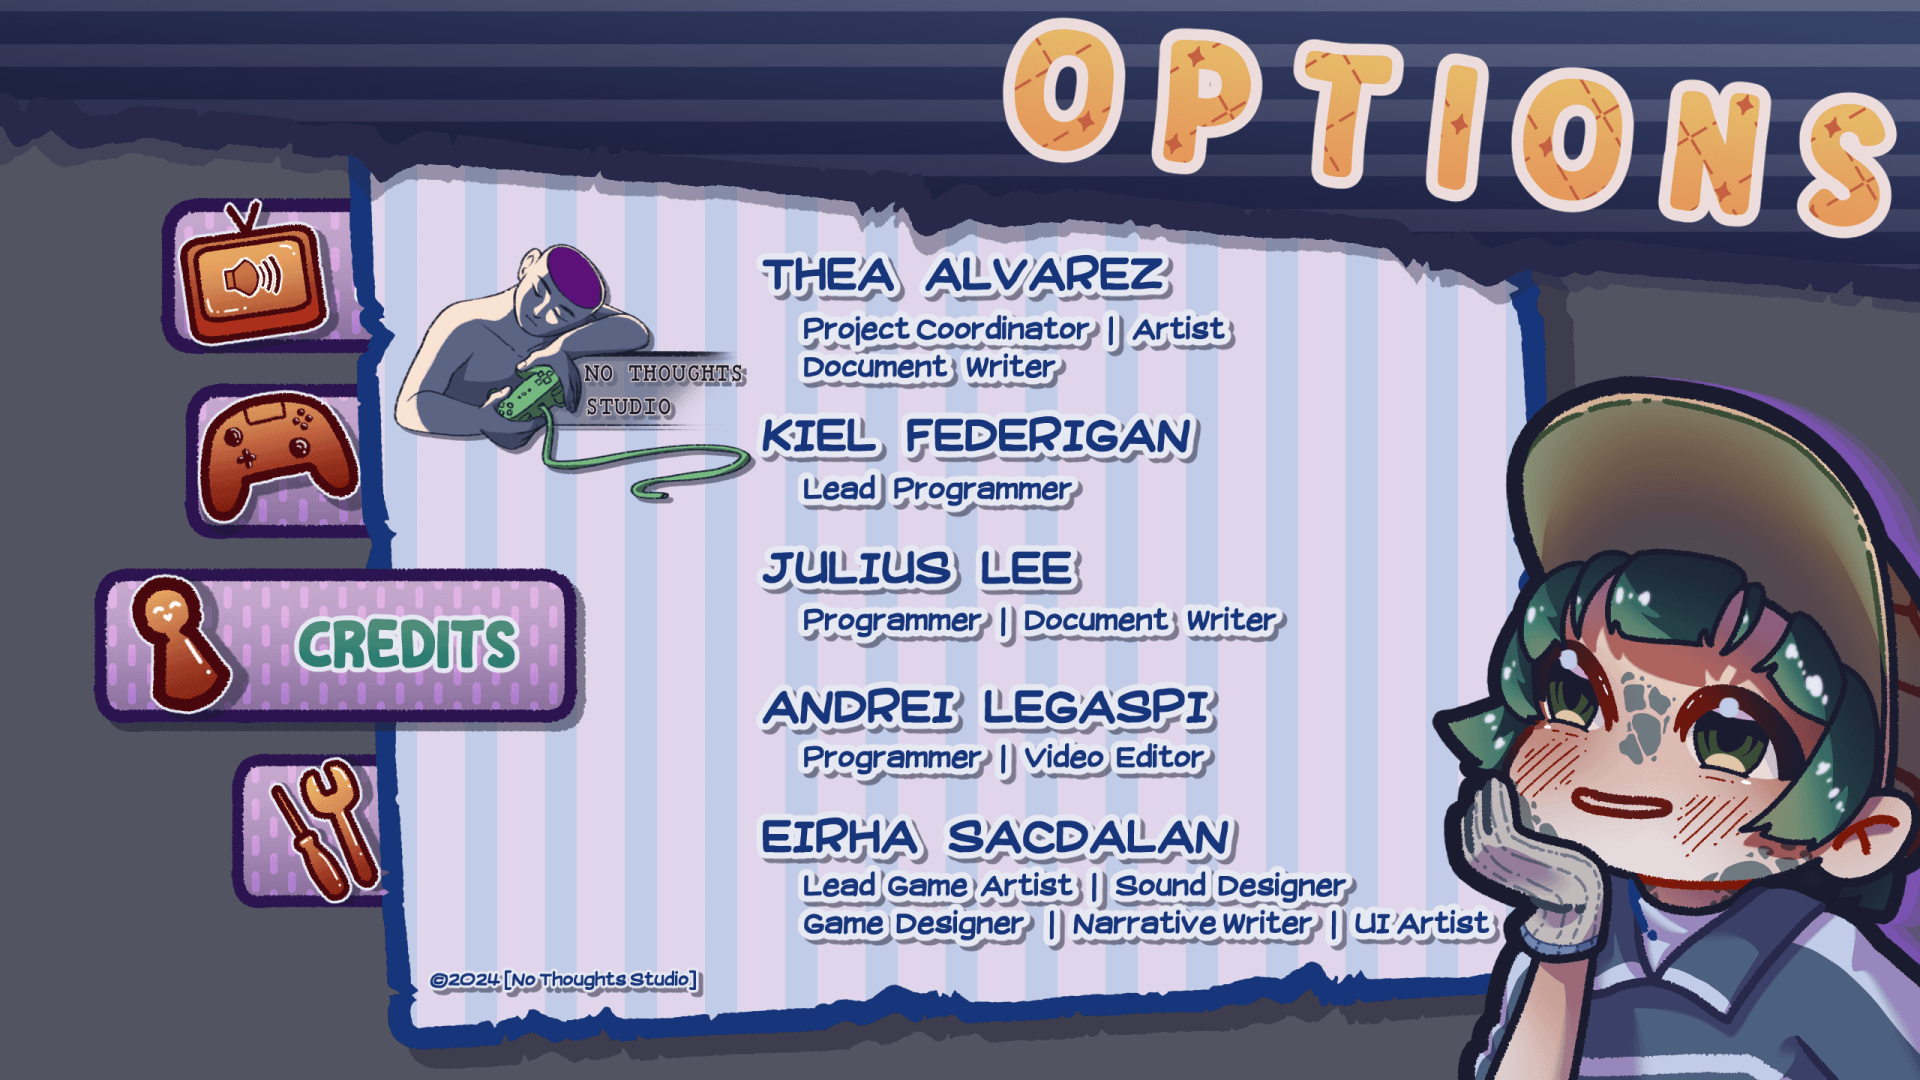 OPTIONS
CREDITS
NO THOUGHTS
STUDIO
THEA ALVAREZ
Project Coordinator | Artist
Document Writer
KIEL FEDERIGAN
Lead Programmer
JULIUS LEE
Programmer | Document Writer
ANDREI LEGASPI
Programmer | Video Editor
EIRHA SACDALAN
Lead Game Artist | Sound Designer
Game Designer | Narrative Writer | UI Artist
©2024 [No Thoughts Studio]